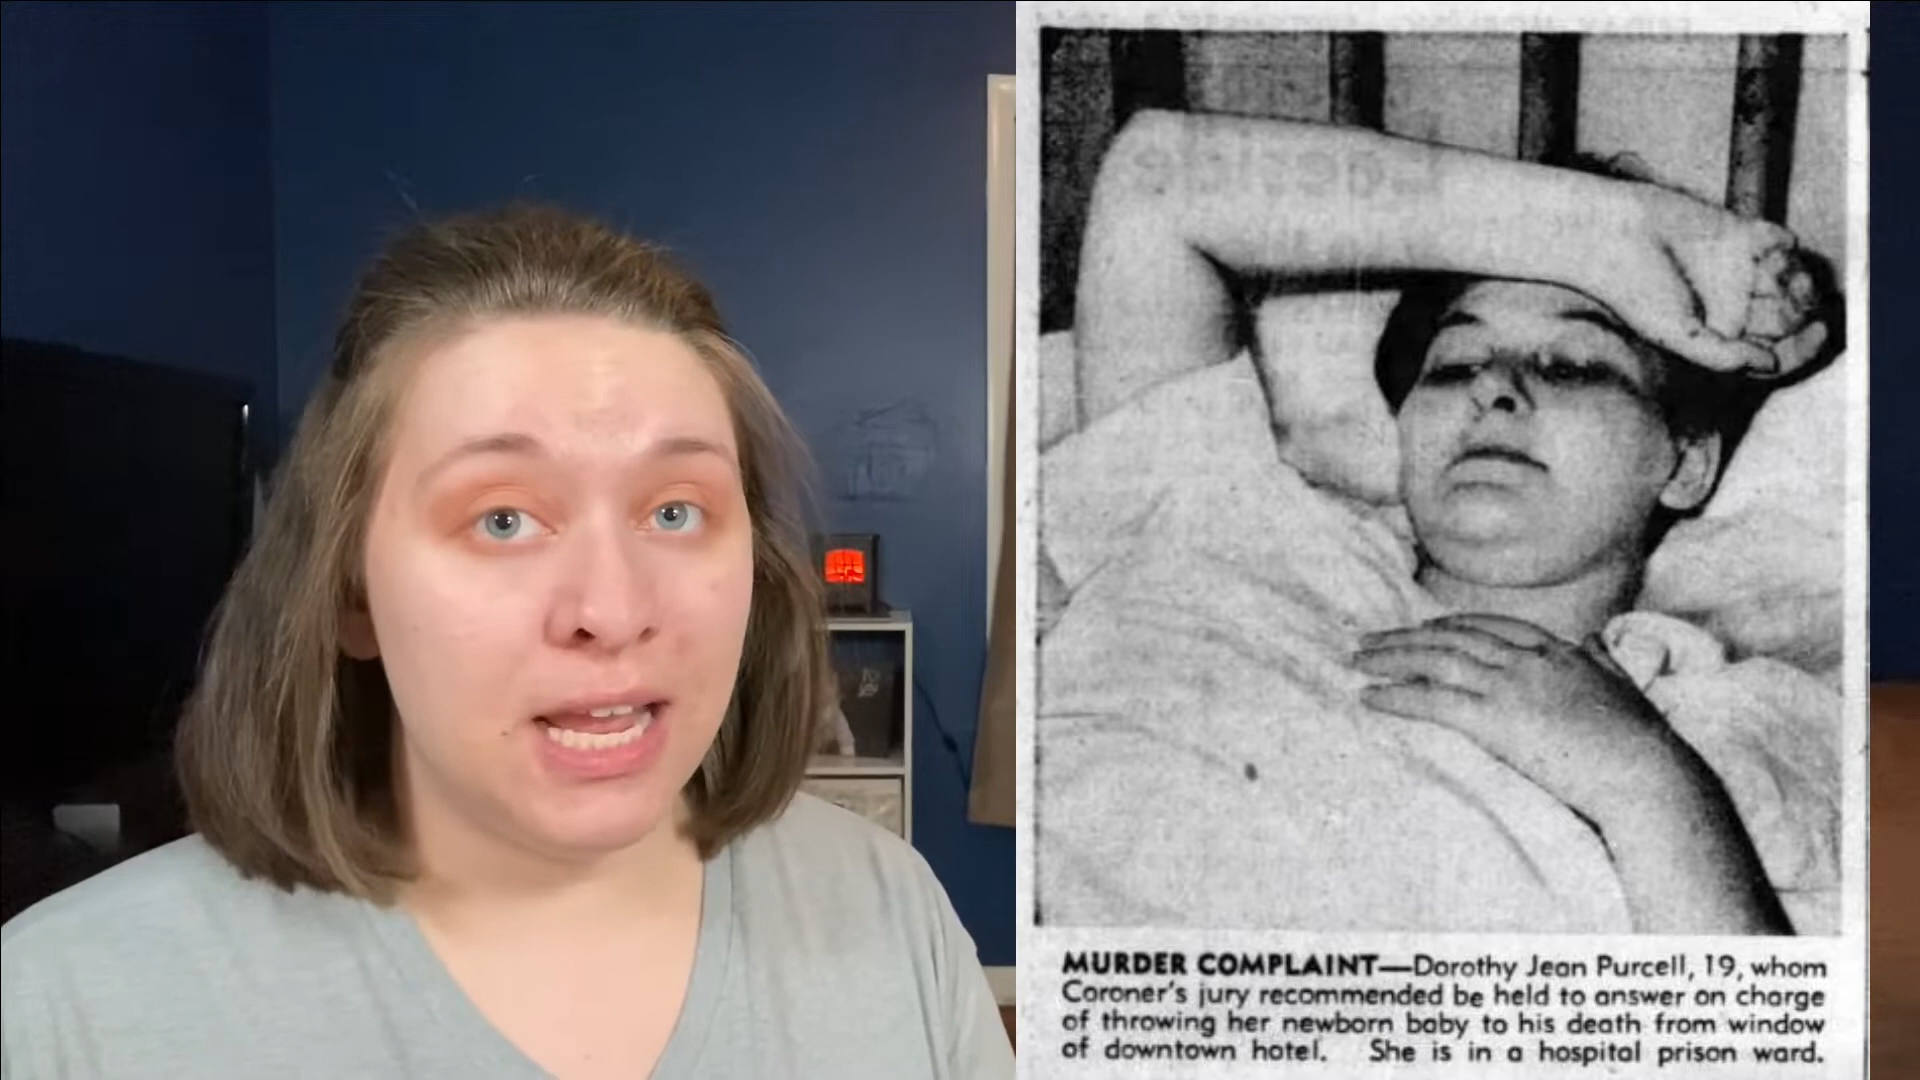 MURDER COMPLAINT—Dorothy Jean Purcell, 19, whom
Coroner's jury recommended be held to answer on charge
of throwing her newborn baby to his death from window
of downtown hotel. She is in a hospital prison ward.